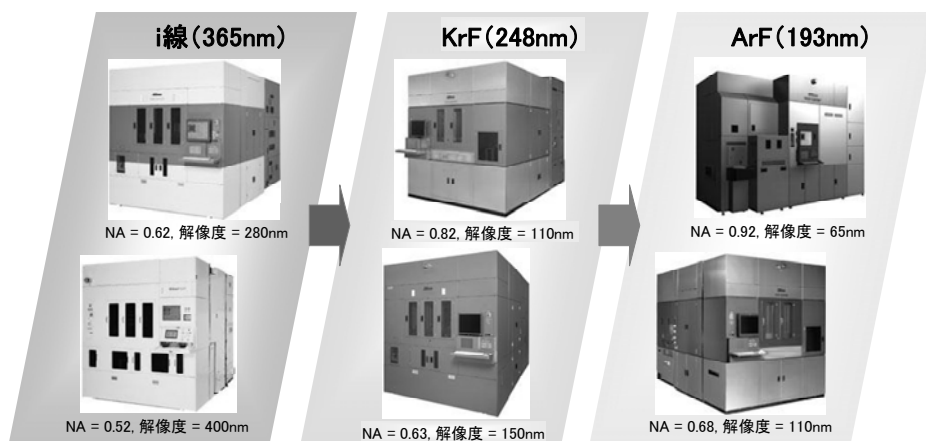 i線(365nm)
KrF(248nm)
ArF(193nm)
NA = 0.62, 解像度 = 280nm
NA = 0.82, 解像度 = 110nm
NA = 0.92, 解像度 = 65nm
NA = 0.52, 解像度 = 400nm
NA = 0.63, 解像度 = 150nm
NA = 0.68, 解像度 = 110nm